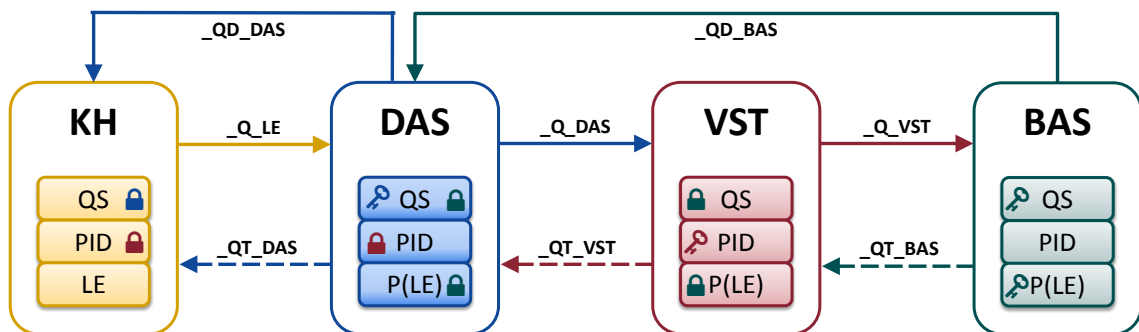 _QD_DAS
_QD_BAS
KH
_Q_LE
DAS
_Q_DAS
VST
_Q_VST
BAS
QS
QS
QS
QS
PID
PID
PID
PID
_QT_DAS
_QT_VST
_QT_BAS
LE
P(LE)
P(LE)
P(LE)